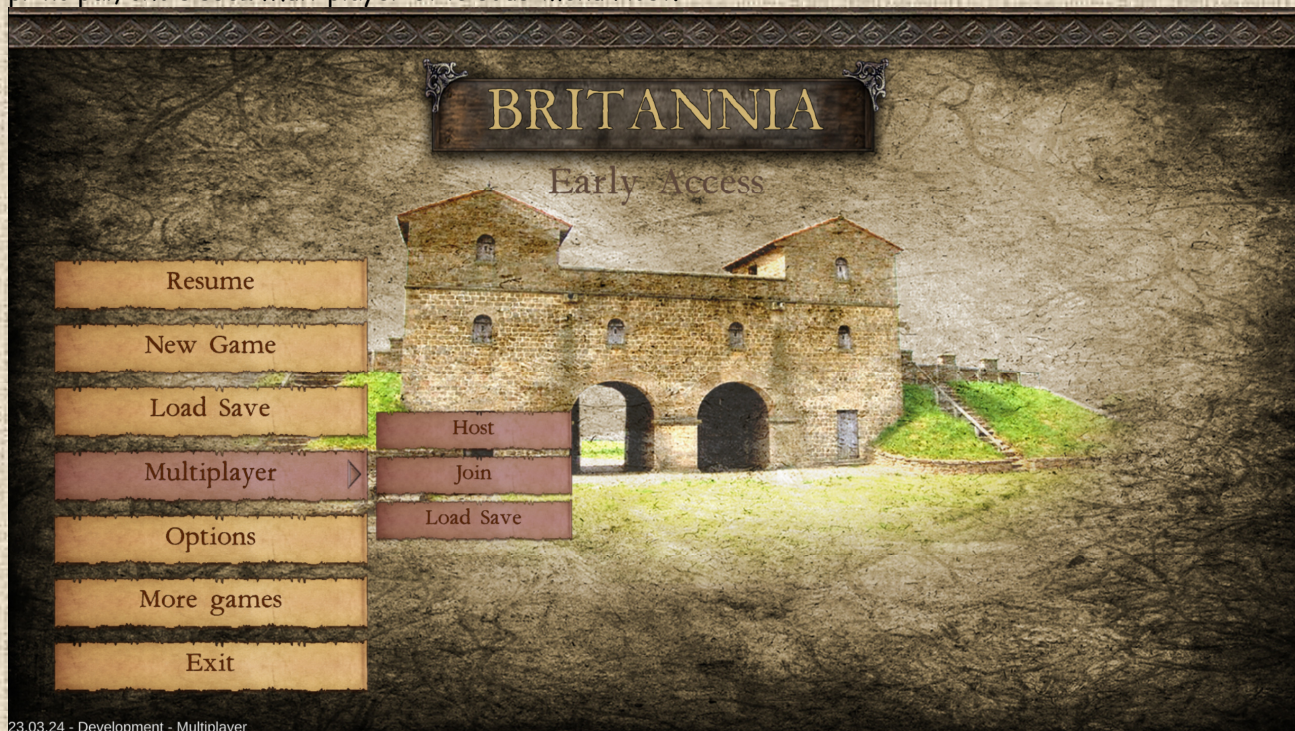 BRITANNIA
Early Access
Resume
New Game
Load Save
Multiplayer
Host
Join
Load Save
Options
More games
Exit
23.03.24 - Development - Multiplayer